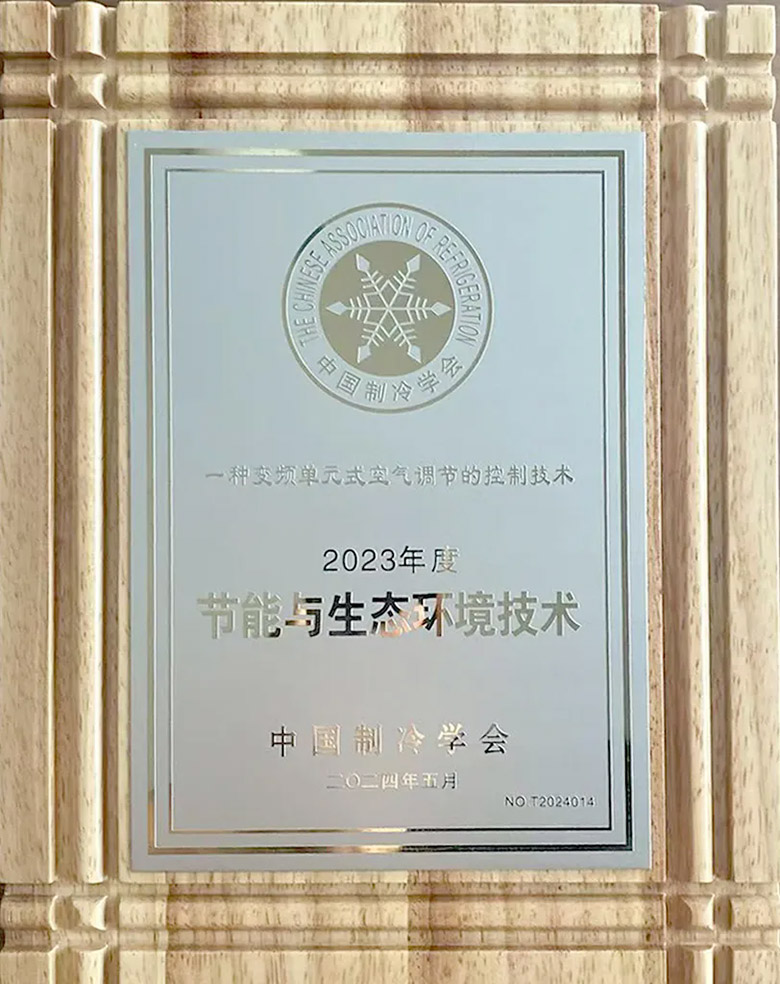 THE CHINESE ASSOCIATION OF REFRIGERATION
中国制冷学会
一种变频单元式空气调节的控制技术
2023年度
节能与生态环境技术
中国制冷学会
二〇二四年五月
NO.T2024014